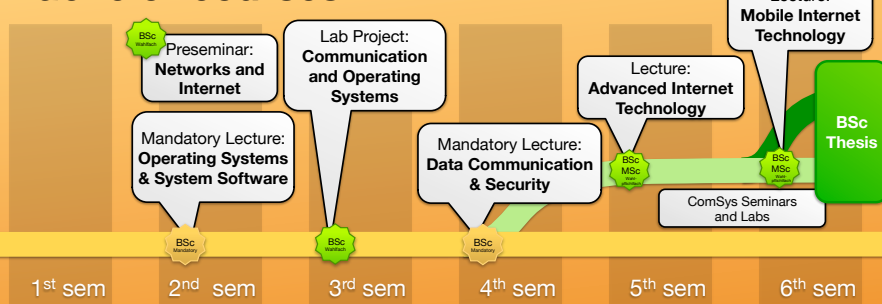 BSc
Wahlfach
Preseminar:
Networks and
Internet
Lab Project:
Communication
and Operating
Systems
Mobile Internet
Technology
Lecture:
Advanced Internet
Technology
BSc
Thesis
Mandatory Lecture:
Operating Systems
& System Software
Mandatory Lecture:
Data Communication
& Security
BSc
MSc
BSc
MSc
ComSys Seminars
and Labs
BSc
Mandatory
BSc
Wahlfach
BSc
Mandatory
1st sem
2nd sem
3rd sem
4th sem
5th sem
6th sem